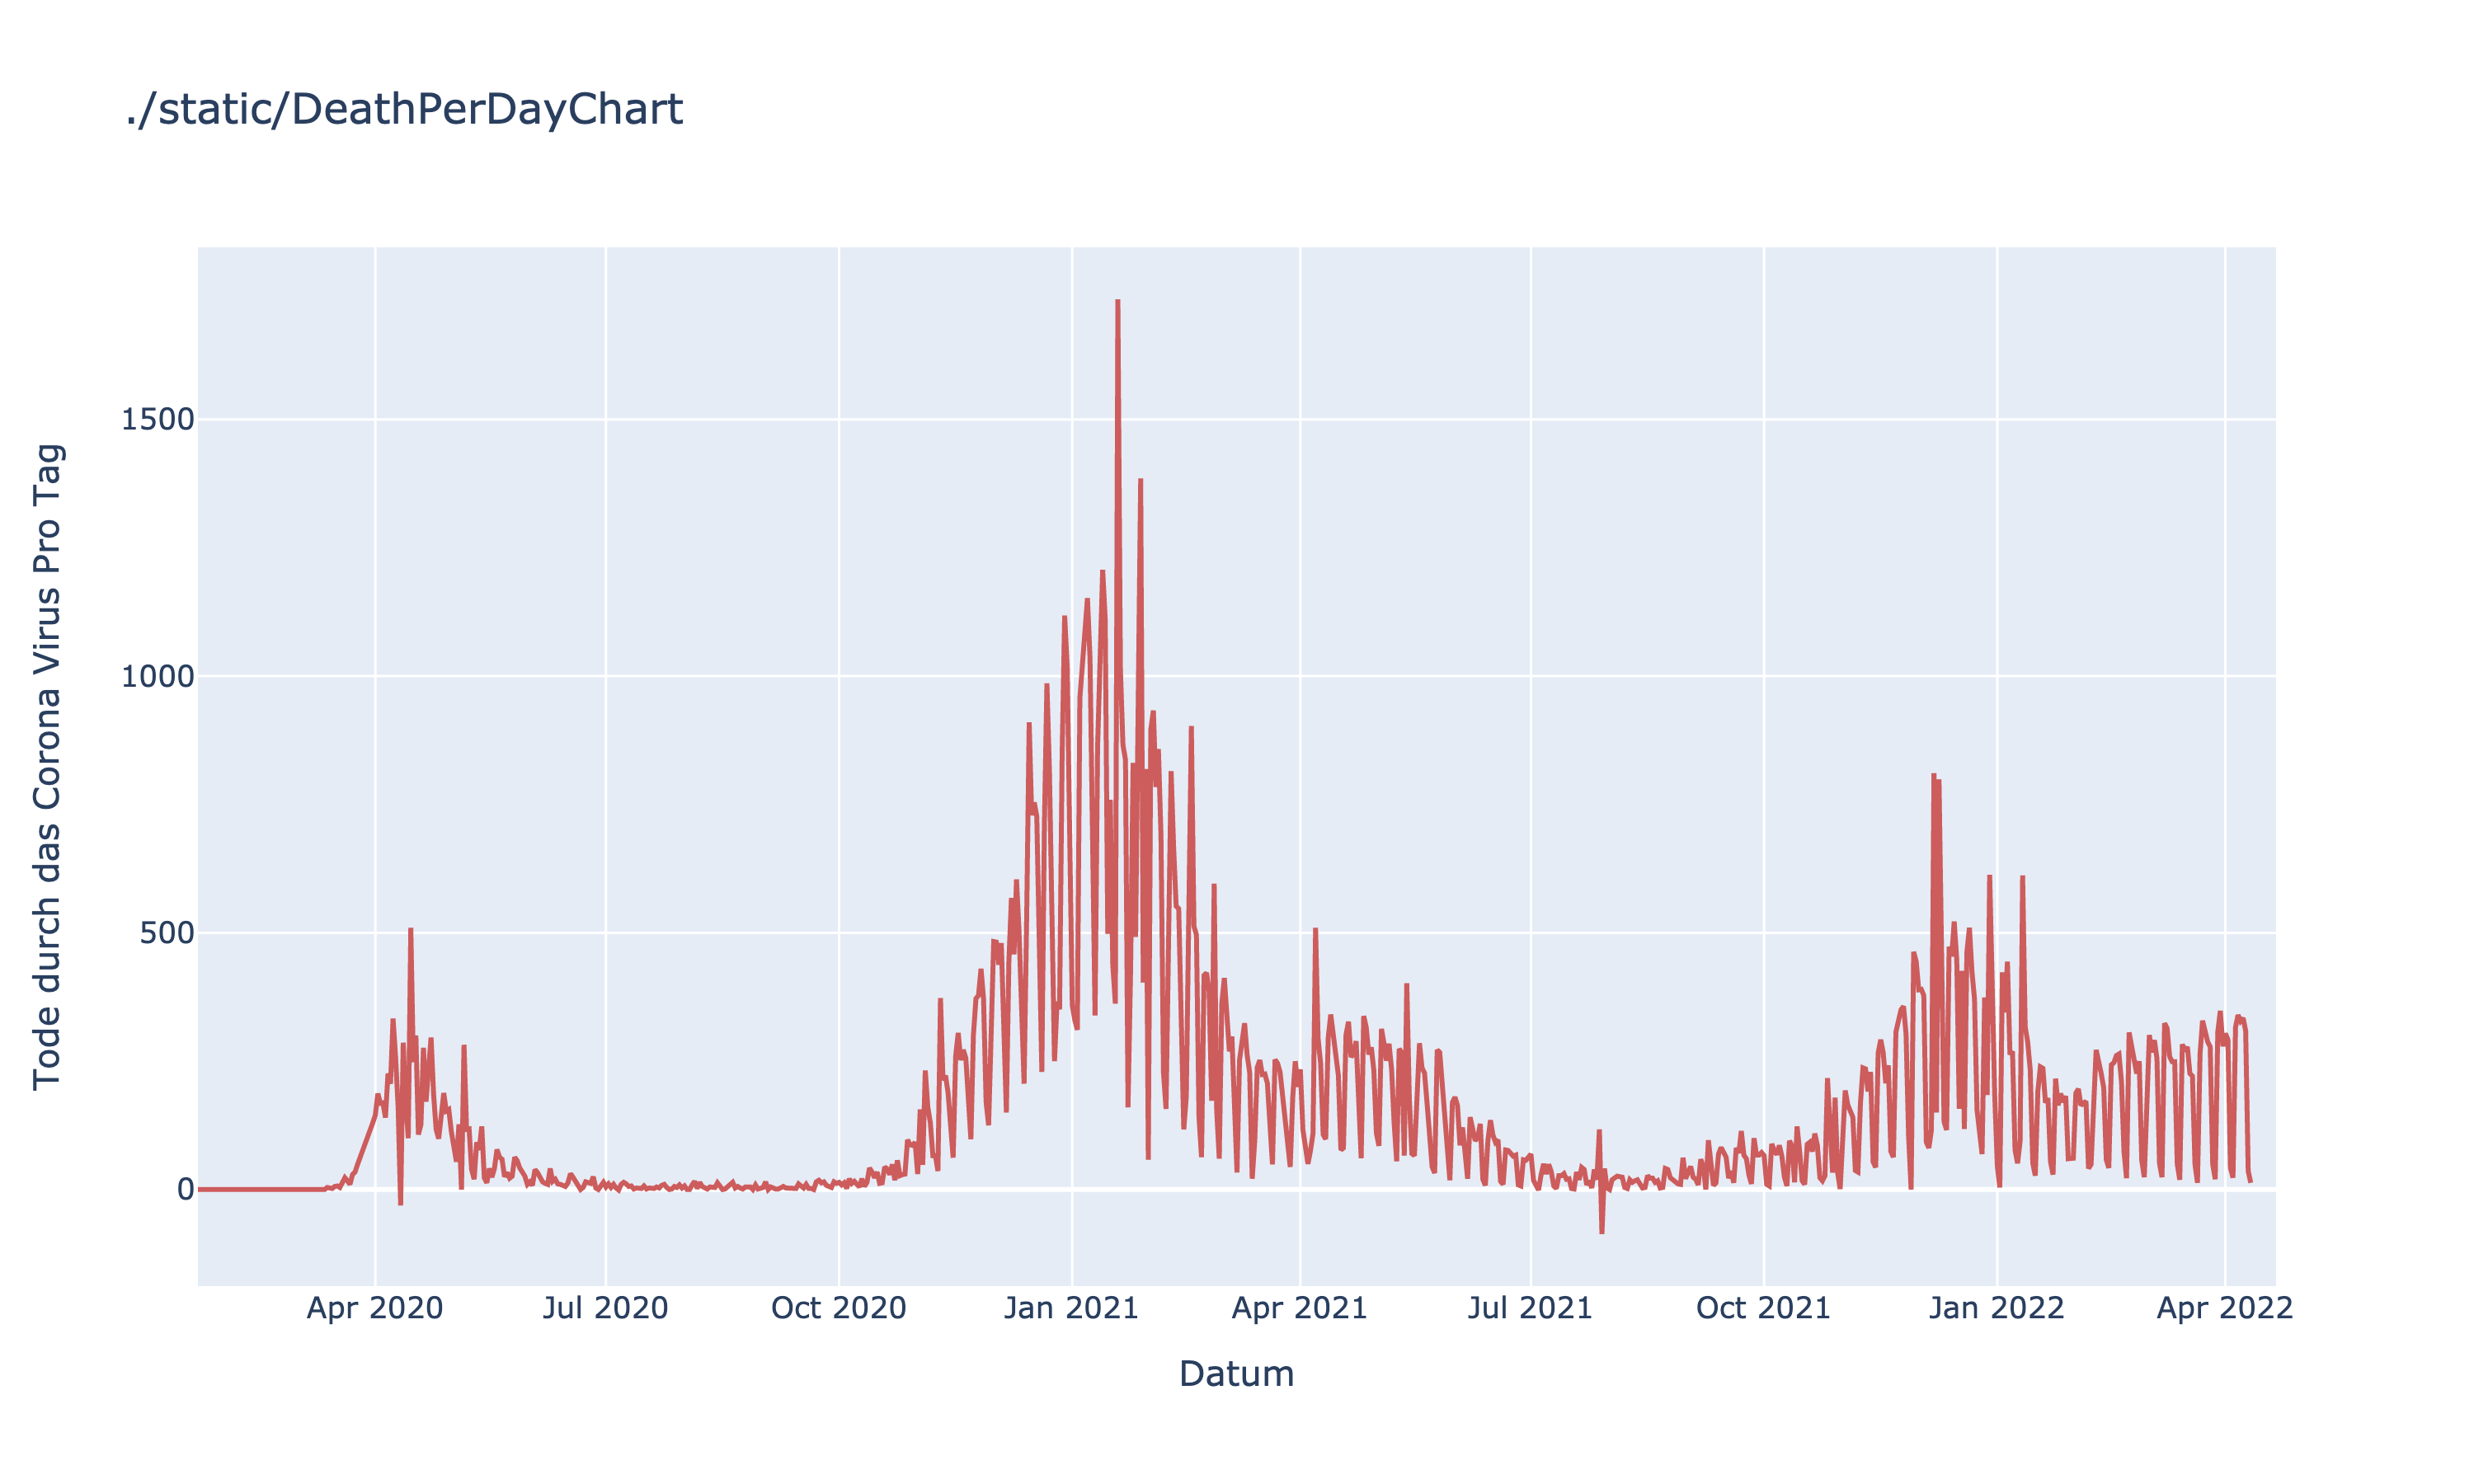 ./static/DeathPerDayChart
Tode durch das Corona Virus Pro Tag
1500
1000
500
0
Apr 2020
Jul 2020
Oct 2020
Jan 2021
Apr 2021
Jul 2021
Oct 2021
Jan 2022
Apr 2022
Datum